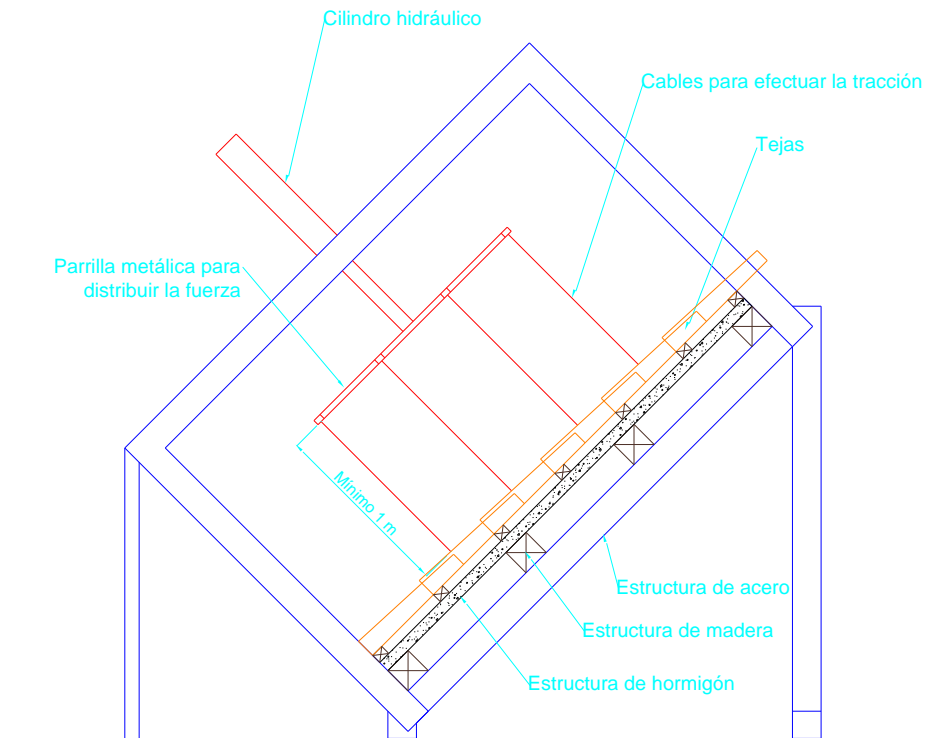 Cilindro hidráulico
Cables para efectuar la tracción
Tejas
Parrilla metálica para
distribuir la fuerza
Mínimo 1 m
Estructura de acero
Estructura de madera
Estructura de hormigón